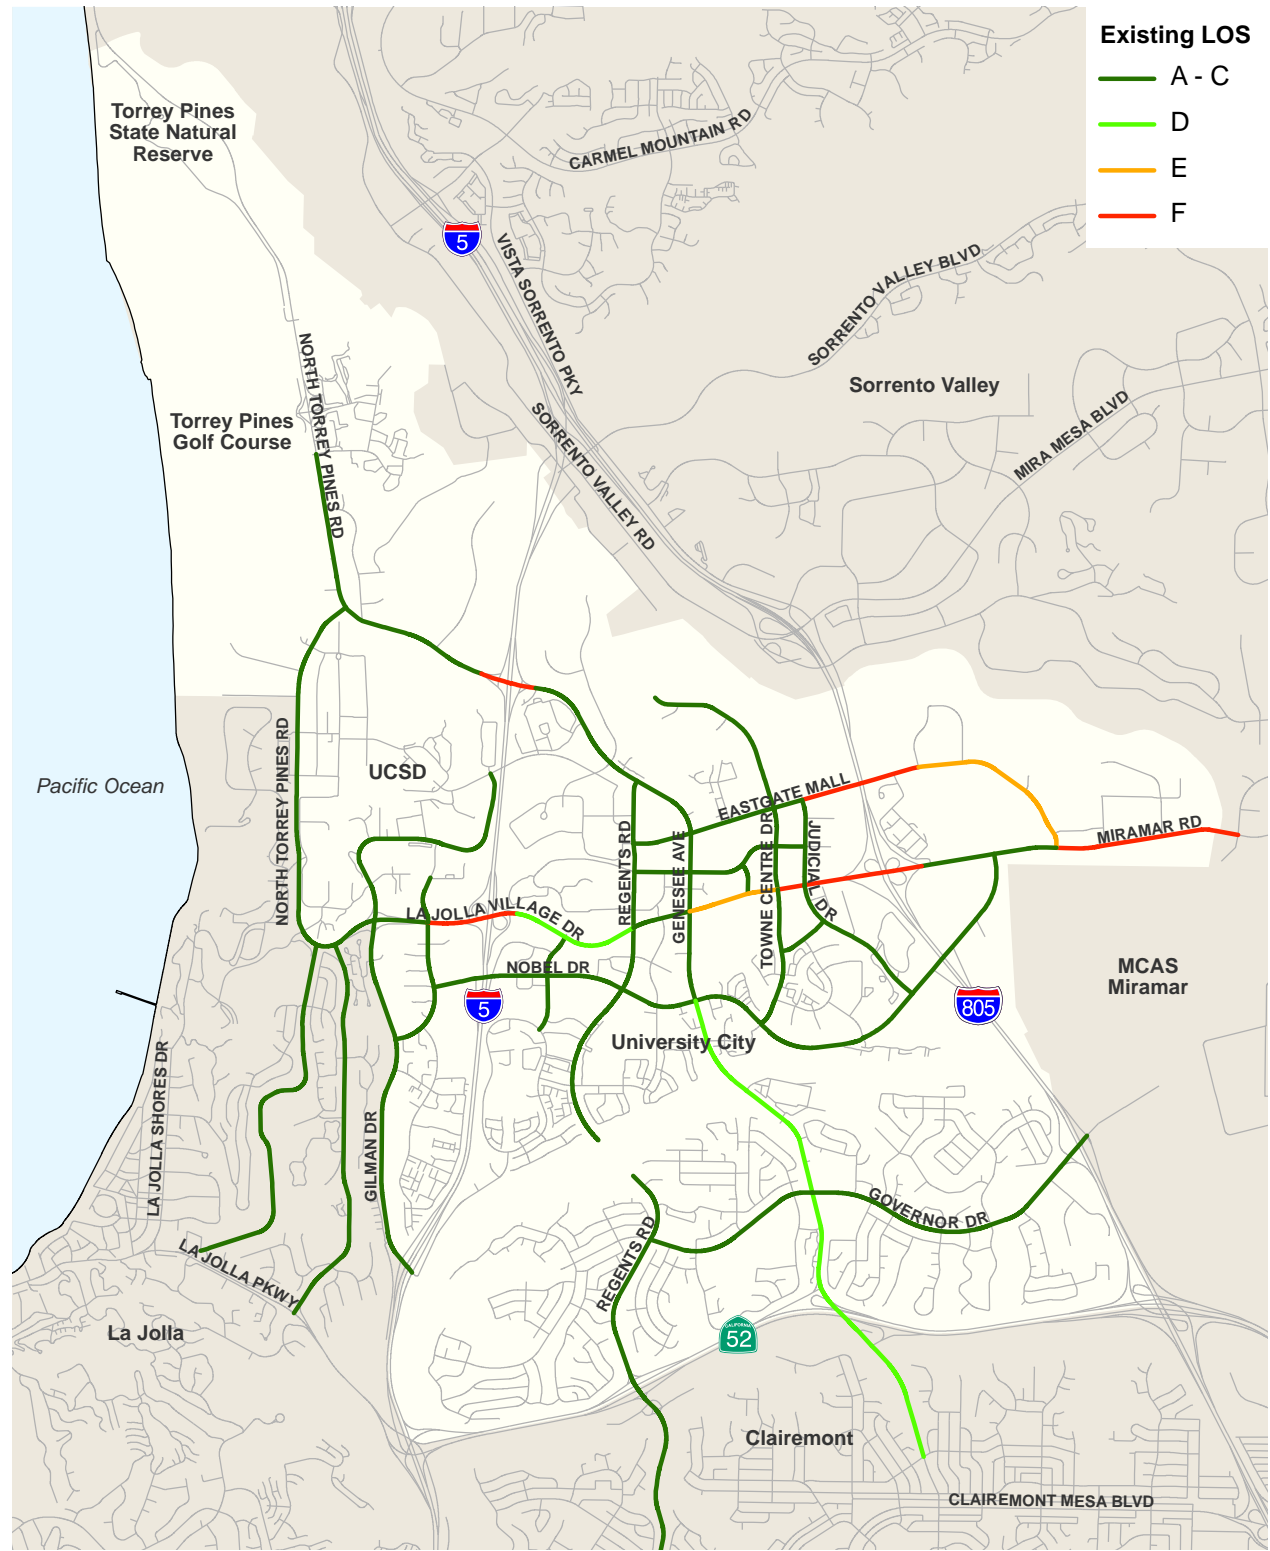 Existing LOS
A - C
D
E
F
Torrey Pines
State Natural
Reserve
CARMEL MOUNTAIN RD
5
VISTA SORRENTO PKY
SORRENTO VALLEY BLVD
Sorrento Valley
NORTH TORREY PINES RD
Torrey Pines
Golf Course
MIRA MESA BLVD
SORRENTO VALLEY RD
NORTH TORREY PINES RD
UCSD
Pacific Ocean
EASTGATE MALL
MIRAMAR RD
REGENTS RD
GENESEE AVE
TOWNE CENTRE DR
JUDICIAL DR
LA JOLLA VILLAGE DR
NOBEL DR
MCAS
Miramar
5
805
University City
LA JOLLA SHORES DR
GILMAN DR
GOVERNOR DR
REGENTS RD
LA JOLLA PKWY
La Jolla
CALIFORNIA
52
Clairemont
CLAIREMONT MESA BLVD